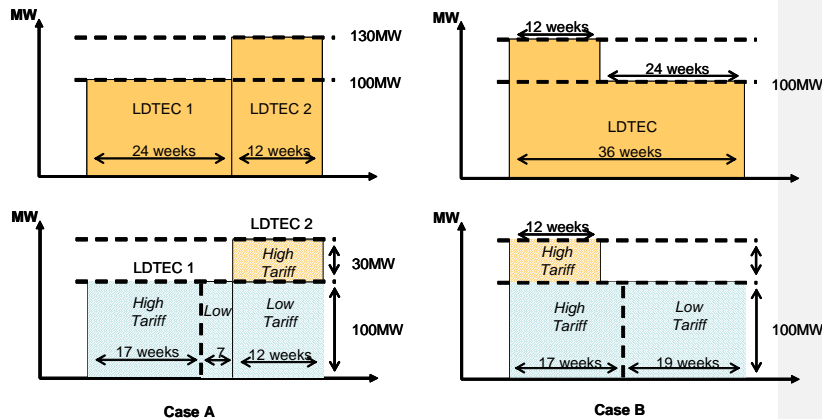 MW
130MW
100MW
LDTEC 1
LDTEC 2
24 weeks
12 weeks
MW
12 weeks
24 weeks
100MW
LDTEC
36 weeks
MW
LDTEC 2
LDTEC 1
High
Tariff
30MW
High
Tariff
Low
Low
Tariff
100MW
17 weeks
7
12 weeks
Case A
MW
12 weeks
High
Tariff
High
Tariff
Low
Tariff
100MW
17 weeks
19 weeks
Case B